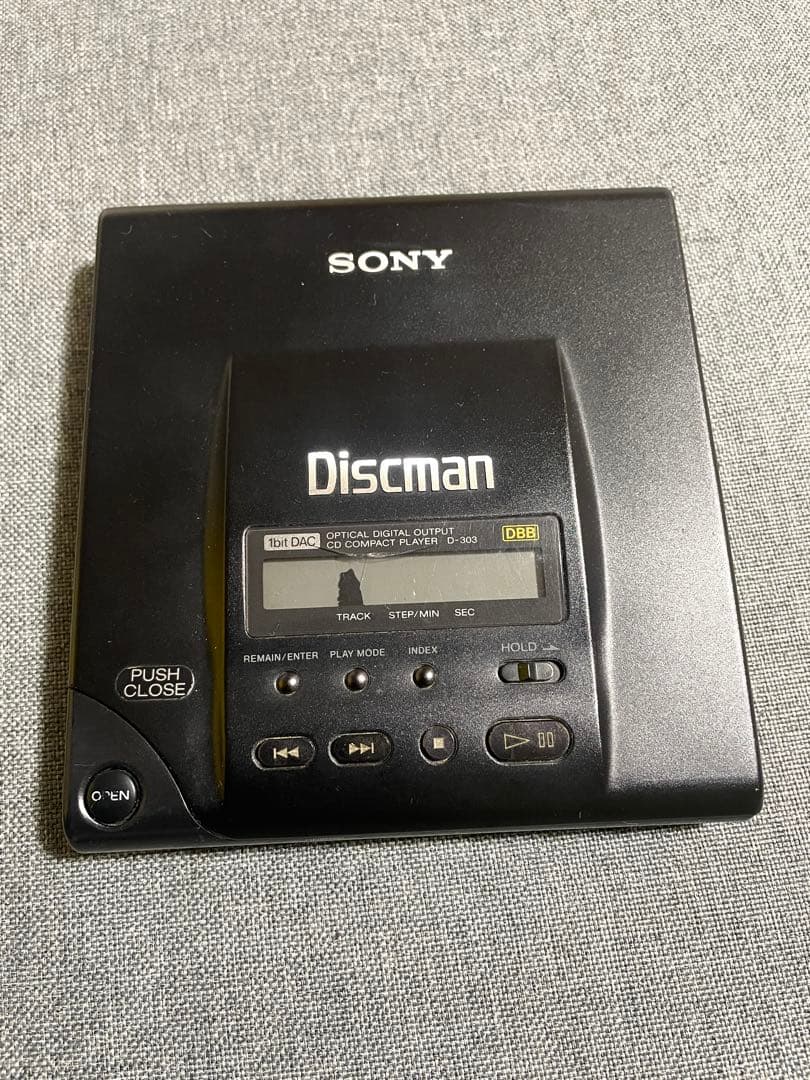 SONY
Discman
1bit DAC OPTICAL DIGITAL OUTPUT
CD COMPACT PLAYER D-303
DBB
TRACK STEP/MIN SEC
REMAIN/ENTER PLAY MODE INDEX HOLD
PUSH
CLOSE
OPEN